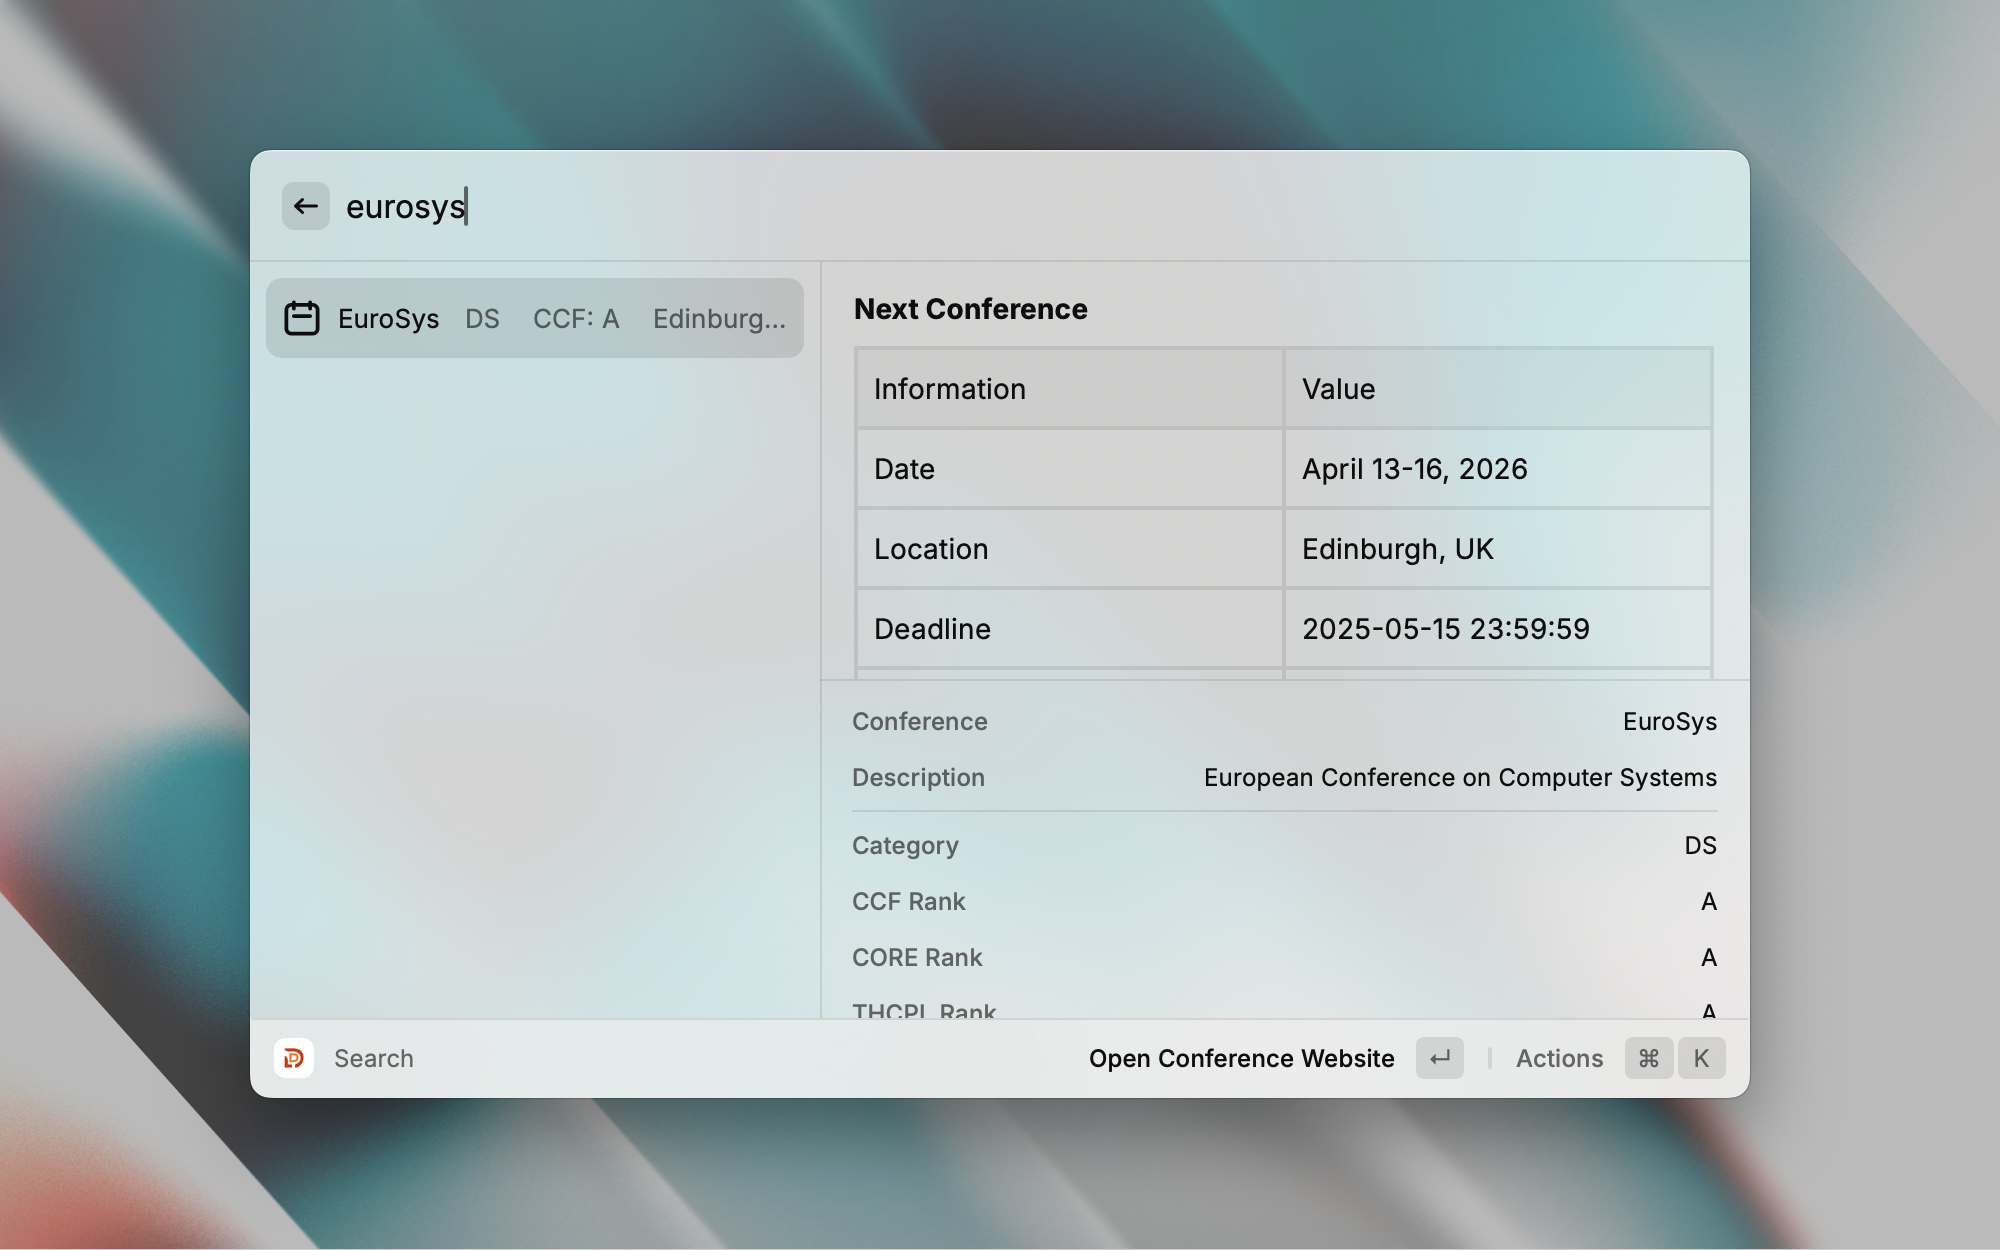 eurosys
EuroSys DS CCF: A Edinburg...
Next Conference
Information Value
Date April 13-16, 2026
Location Edinburgh, UK
Deadline 2025-05-15 23:59:59
Conference EuroSys
Description European Conference on Computer Systems
Category DS
CCF Rank A
CORE Rank A
THCPL Rank A
Search Open Conference Website Actions ⌘ K